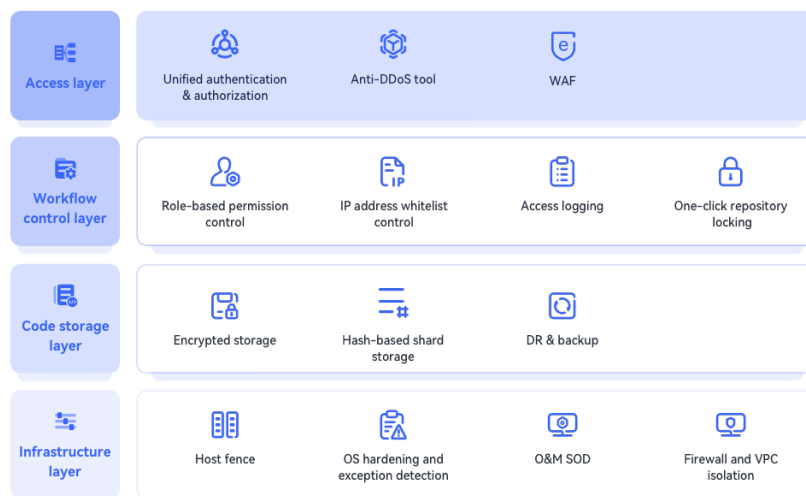 Access layer
Unified authentication
& authorization
Anti-DDoS tool
e
WAF
Workflow
control layer
Role-based permission
control
IP
IP address whitelist
control
Access logging
One-click repository
locking
Code storage
layer
Encrypted storage
Hash-based shard
storage
DR & backup
Infrastructure
layer
Host fence
OS hardening and
exception detection
O&M SOD
Firewall and VPC
isolation